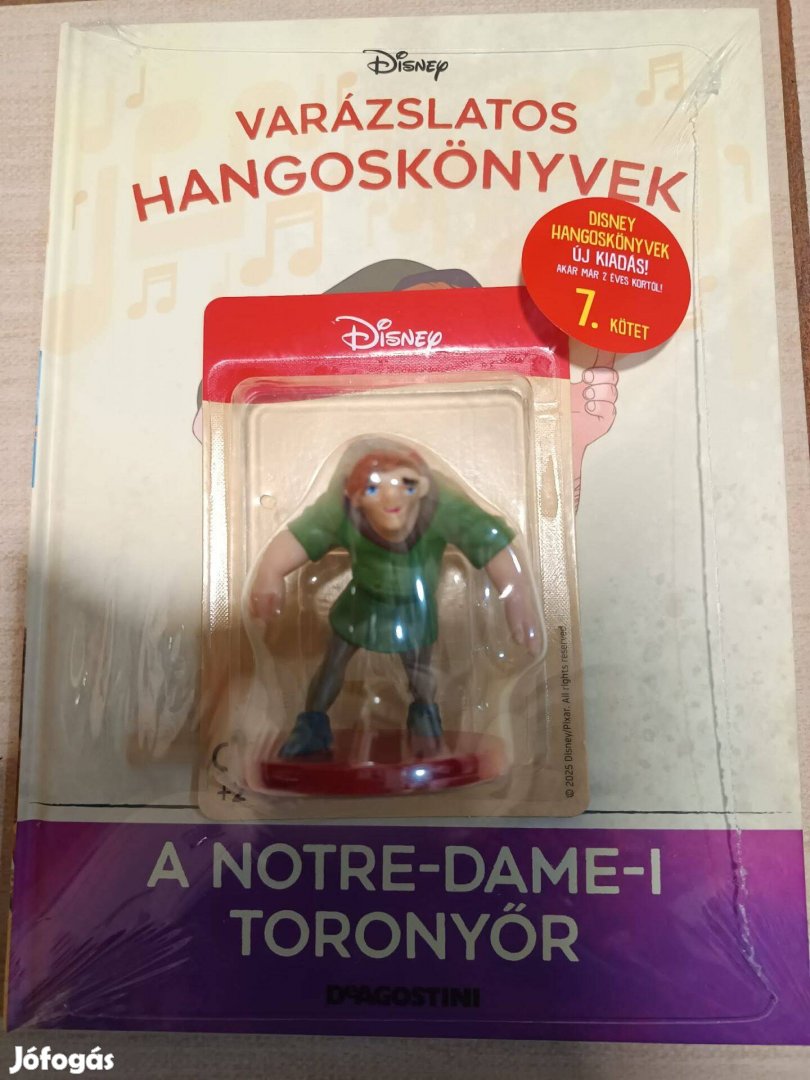 Disney
VARÁZSLATOS
HANGOSKÖNYVEK
DISNEY
HANGOSKÖNYVEK
ÚJ KIADÁS!
AKÁR MÁR 2 ÉVES KORTÓL!
7. KÖTET
Disney
© 2025 Disney/Pixar. All rights reserved.
+2
A NOTRE-DAME-I
TORONYŐR
DeAGOSTINI
Jófogás